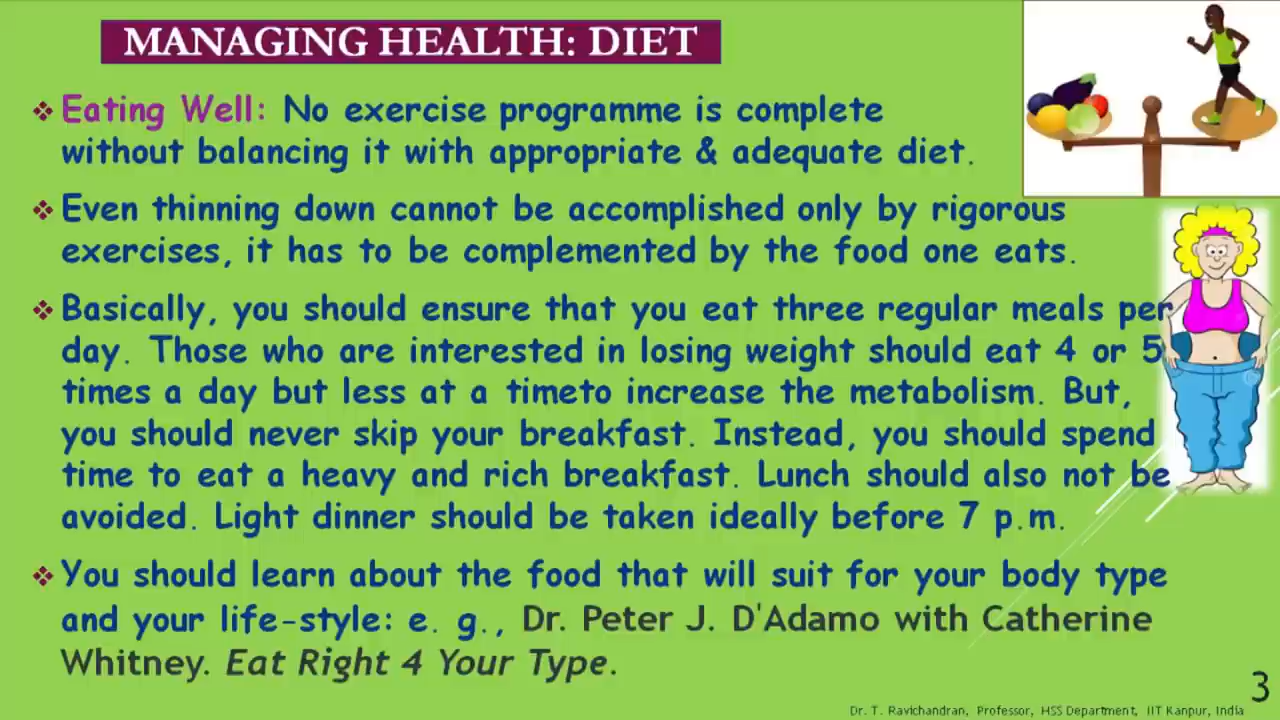 MANAGING HEALTH: DIET
❖ Eating Well: No exercise programme is complete
without balancing it with appropriate & adequate diet.
❖ Even thinning down cannot be accomplished only by rigorous
exercises, it has to be complemented by the food one eats.
❖ Basically, you should ensure that you eat three regular meals per
day. Those who are interested in losing weight should eat 4 or 5
times a day but less at a timeto increase the metabolism. But,
you should never skip your breakfast. Instead, you should spend
time to eat a heavy and rich breakfast. Lunch should also not be
avoided. Light dinner should be taken ideally before 7 p.m.
❖ You should learn about the food that will suit for your body type
and your life-style: e. g., Dr. Peter J. D'Adamo with Catherine
Whitney. Eat Right 4 Your Type.
3
Dr. T. Ravichandran, Professor, HSS Department, IIT Kanpur, India